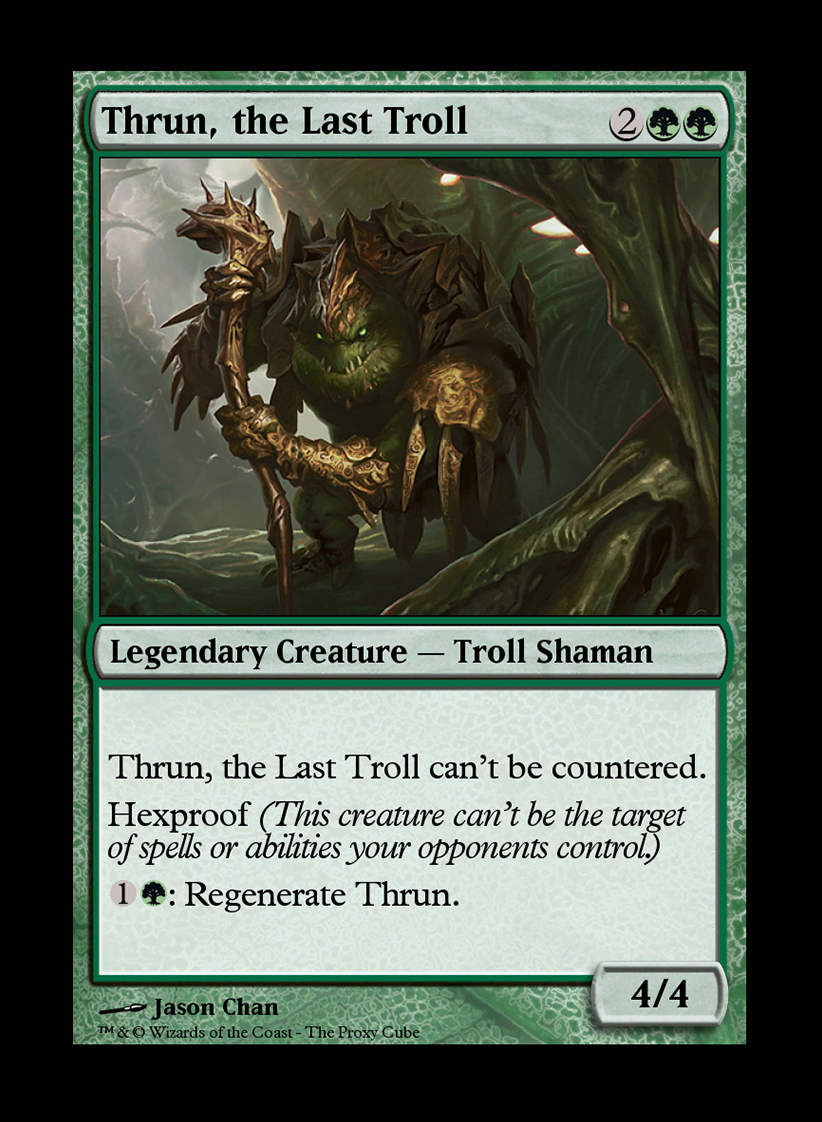 Thrun, the Last Troll 2
Legendary Creature — Troll Shaman
Thrun, the Last Troll can't be countered.
Hexproof (This creature can't be the target
of spells or abilities your opponents control.)
1 : Regenerate Thrun.
4/4
Jason Chan
™ & © Wizards of the Coast - The Proxy Cube